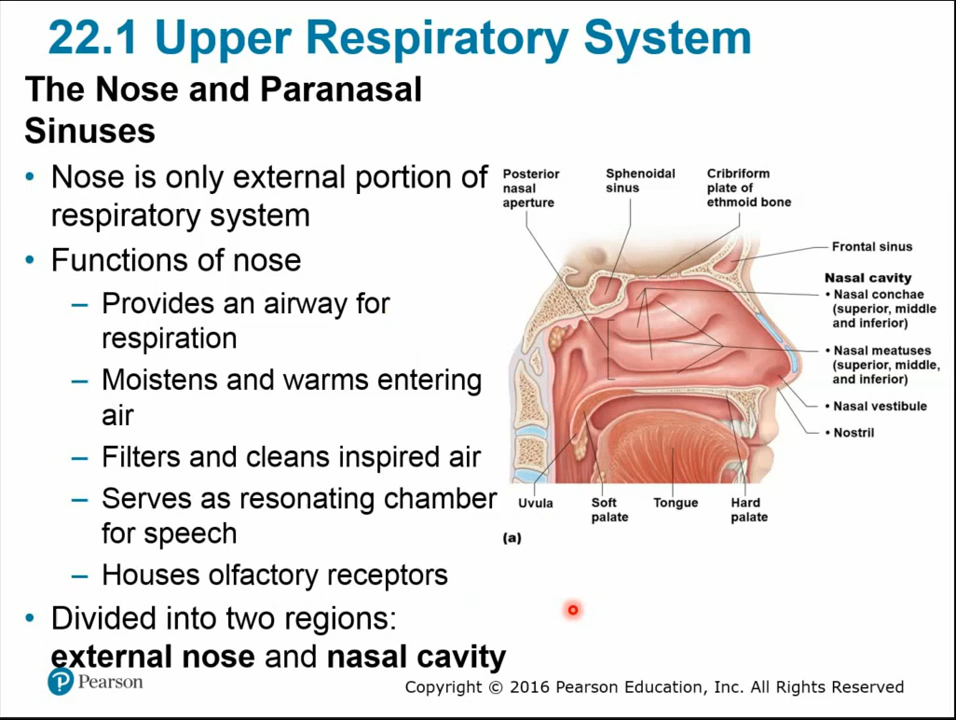 22.1 Upper Respiratory System
The Nose and Paranasal
Sinuses
• Nose is only external portion of
respiratory system
• Functions of nose
– Provides an airway for
respiration
– Moistens and warms entering
air
– Filters and cleans inspired air
– Serves as resonating chamber
for speech
– Houses olfactory receptors
• Divided into two regions:
external nose and nasal cavity
Posterior
nasal
aperture
Sphenoidal
sinus
Cribriform
plate of
ethmoid bone
Frontal sinus
Nasal cavity
• Nasal conchae
(superior, middle
and inferior)
• Nasal meatuses
(superior, middle,
and inferior)
• Nasal vestibule
• Nostril
Uvula
Soft
palate
Tongue
Hard
palate
(a)
P Pearson
Copyright © 2016 Pearson Education, Inc. All Rights Reserved